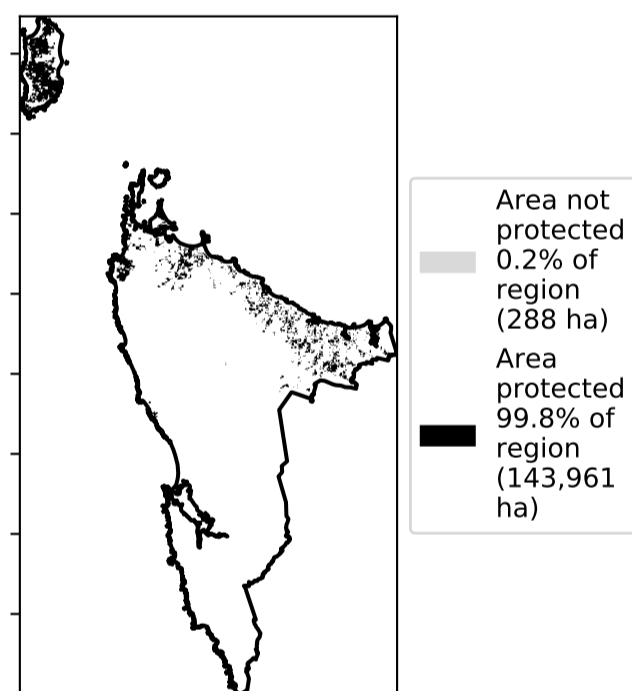 Area not
protected
0.2% of
region
(288 ha)
Area
protected
99.8% of
region
(143,961
ha)